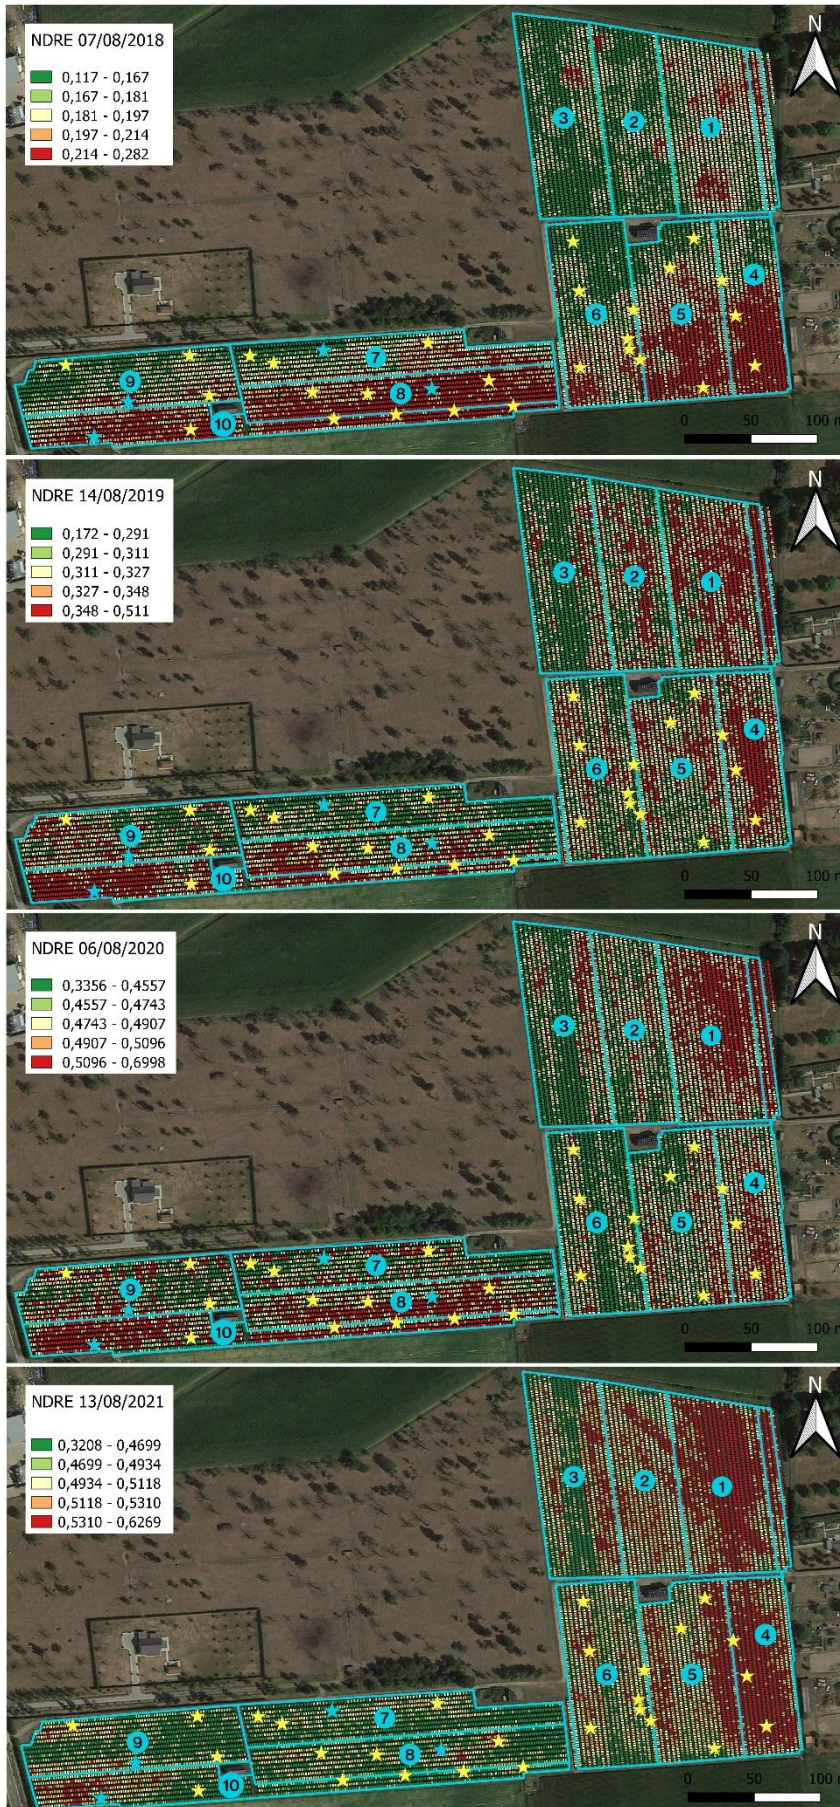 NDRE 07/08/2018
0,117 - 0,167
0,167 - 0,181
0,181 - 0,197
0,197 - 0,214
0,214 - 0,282
N
3
2
1
4
6
5
7
9
8
10
0 50 100 m
NDRE 14/08/2019
0,172 - 0,291
0,291 - 0,311
0,311 - 0,327
0,327 - 0,348
0,348 - 0,511
N
3
2
1
4
6
5
7
9
8
10
0 50 100 m
NDRE 06/08/2020
0,3356 - 0,4557
0,4557 - 0,4743
0,4743 - 0,4907
0,4907 - 0,5096
0,5096 - 0,6998
N
3
2
1
4
6
5
7
9
8
10
0 50 100 m
NDRE 13/08/2021
0,3208 - 0,4699
0,4699 - 0,4934
0,4934 - 0,5118
0,5118 - 0,5310
0,5310 - 0,6269
N
3
2
1
4
6
5
7
9
8
10
0 50 100 m